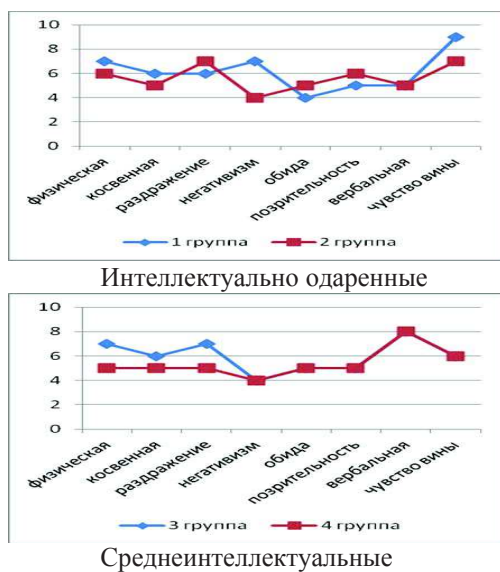 10
8
6
4
2
0
физическая
косвенная
раздражение
негативизм
обида
позрительность
вербальная
чувство вины
1 группа 2 группа
Интеллектуально одаренные
10
8
6
4
2
0
физическая
косвенная
раздражение
негативизм
обида
позрительность
вербальная
чувство вины
3 группа 4 группа
Среднеинтеллектуальные